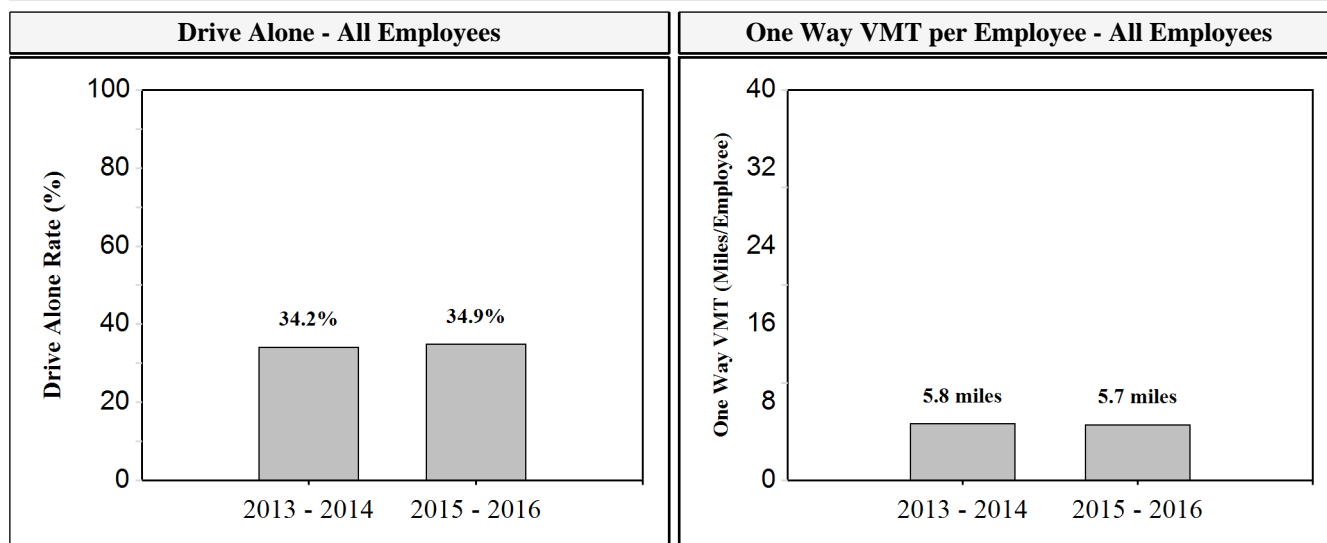 Drive Alone - All Employees
Drive Alone Rate (%)
100
80
60
40
20
0
34.2%
34.9%
2013 - 2014
2015 - 2016
One Way VMT per Employee - All Employees
One Way VMT (Miles/Employee)
40
32
24
16
8
0
5.8 miles
5.7 miles
2013 - 2014
2015 - 2016